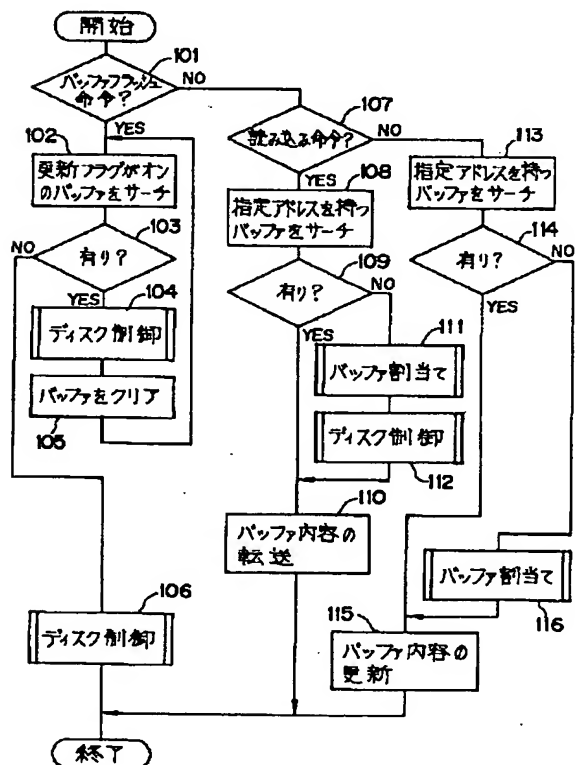 開始
101
バッファフラッシュ
命令?
NO
YES
102
更新フラグがオン
のバッファをサーチ
103
NO
有り?
YES
104
ディスク制御
バッファをクリア
105
106
ディスク制御
107
読み込み命令?
NO
YES
108
指定アドレスを持つ
バッファをサーチ
109
有り?
NO
YES
111
バッファ割当て
ディスク制御
112
110
バッファ内容の
転送
113
指定アドレスを持つ
バッファをサーチ
114
有り?
NO
YES
バッファ割当て
116
115
バッファ内容の
更新
終了